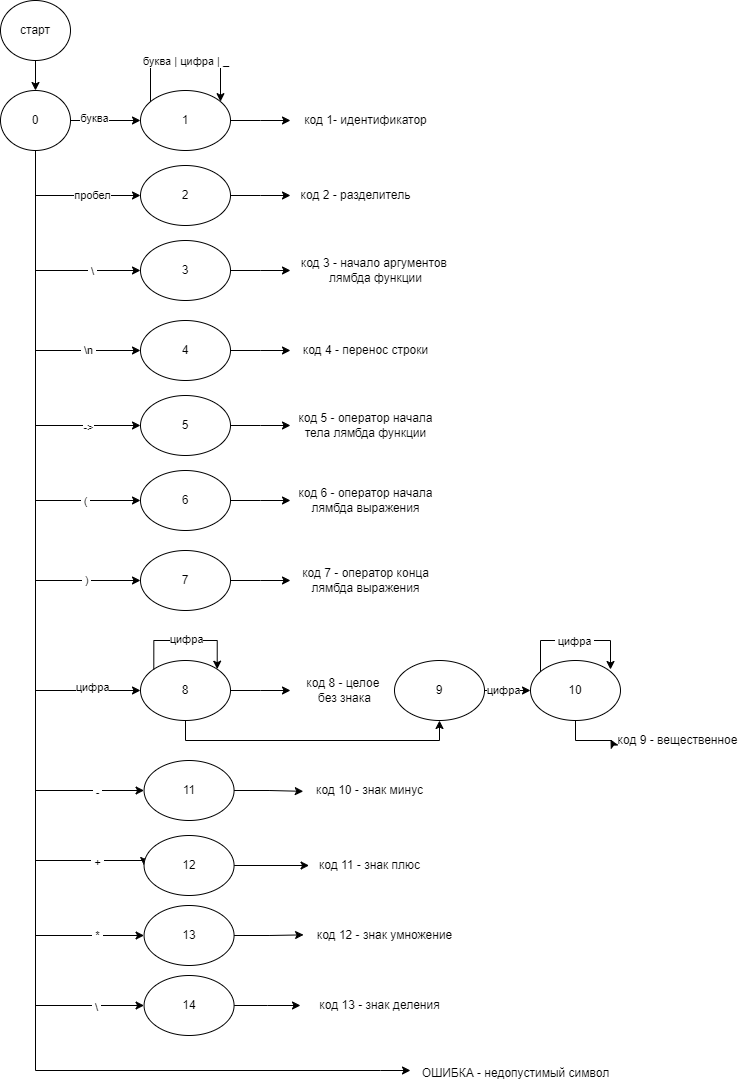 старт
буква | цифра | _
0
буква
1
код 1- идентификатор
пробел
2
код 2 - разделитель
\
3
код 3 - начало аргументов
лямбда функции
\n
4
код 4 - перенос строки
->
5
код 5 - оператор начала
тела лямбда функции
(
6
код 6 - оператор начала
лямбда выражения
)
7
код 7 - оператор конца
лямбда выражения
цифра
цифра
8
код 8 - целое
без знака
9
цифра
цифра
10
код 9 - вещественное
-
11
код 10 - знак минус
+
12
код 11 - знак плюс
*
13
код 12 - знак умножение
\
14
код 13 - знак деления
ОШИБКА - недопустимый символ